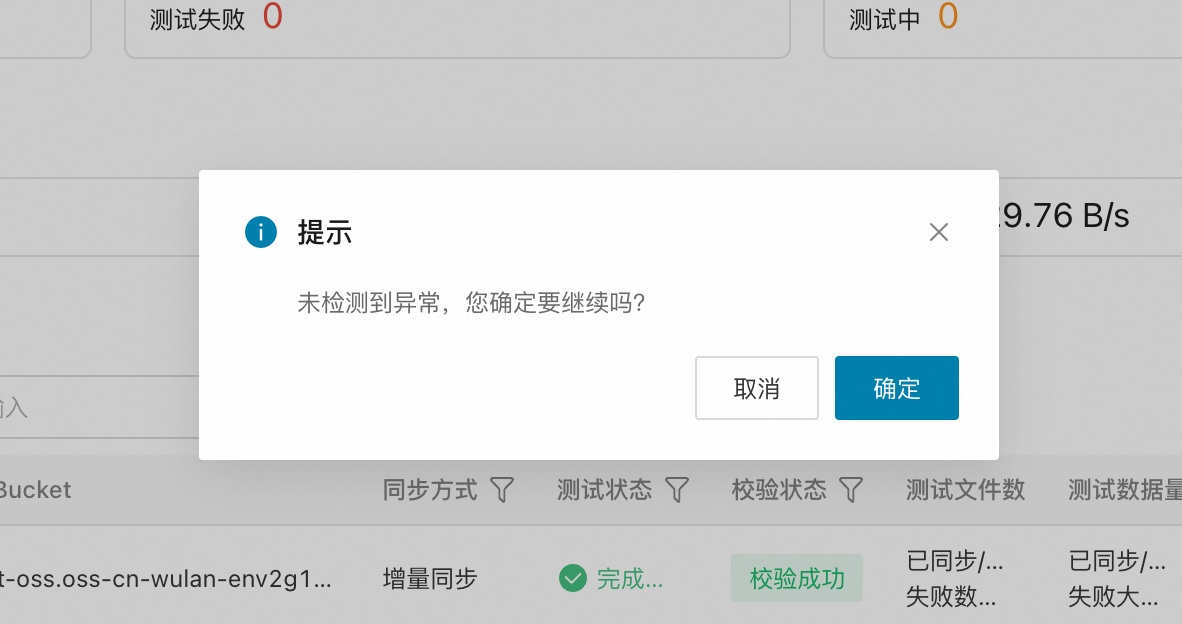 测试失败 0
测试中 0
提示
9.76 B/s
未检测到异常，您确定要继续吗？
取消
确定
输入
Bucket
同步方式
测试状态
校验状态
测试文件数
测试数据量
t-oss.oss-cn-wulan-env2g1...
增量同步
完成...
校验成功
已同步/...
失败数...
已同步/...
失败大...